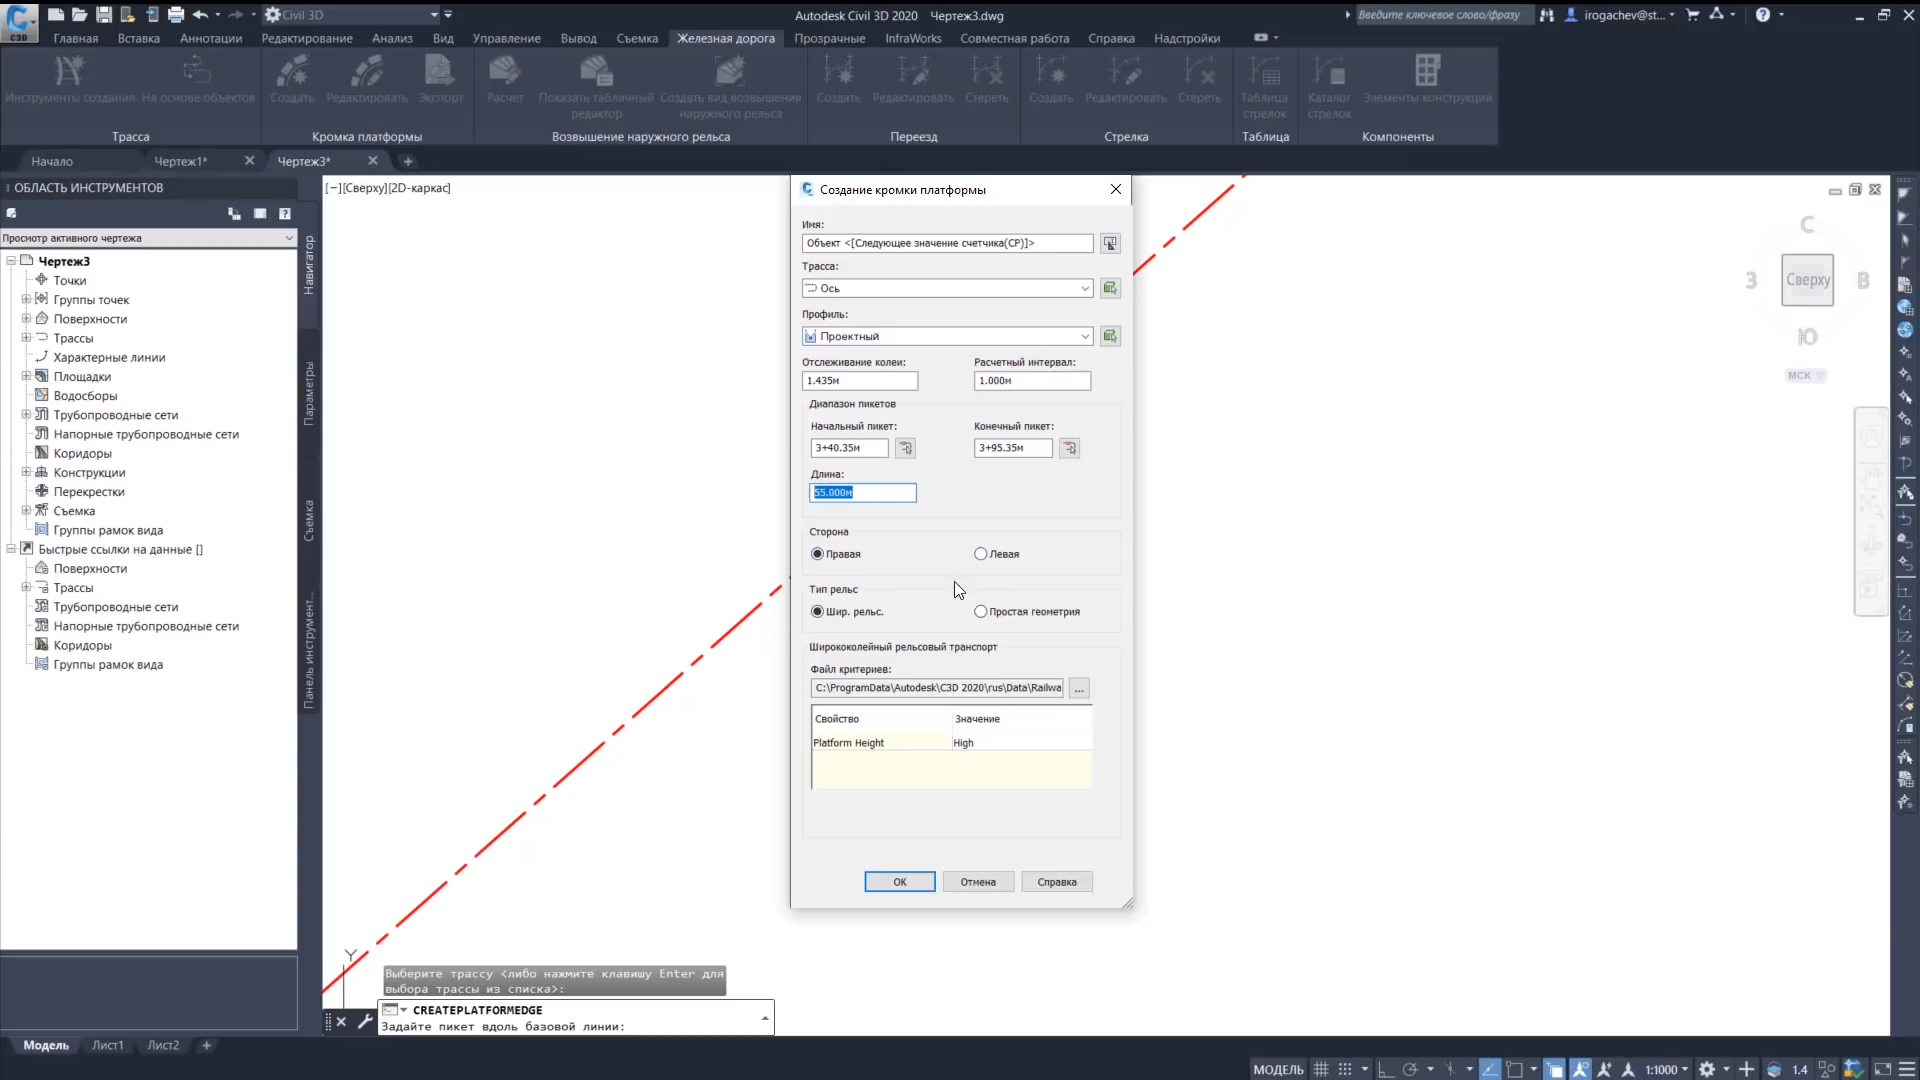 C3D
Civil 3D
Autodesk Civil 3D 2020 Чертеж3.dwg
Введите ключевое слово/фразу
irogachev@st...
Главная Вставка Аннотации Редактирование Анализ Вид Управление Вывод Съемка Железная дорога Прозрачные InfraWorks Совместная работа Справка Надстройки
Инструменты создания На основе объектов Создать Редактировать Экспорт Расчет Показать табличный редактор Создать вид возвышения наружного рельса Создать Редактировать Стереть Создать Редактировать Стереть Таблица стрелок Каталог стрелок Элементы конструкций
Трасса Кромка платформы Возвышение наружного рельса Переезд Стрелка Таблица Компоненты
Начало Чертеж1* Чертеж3*
ОБЛАСТЬ ИНСТРУМЕНТОВ
Просмотр активного чертежа
Чертеж3
Точки
Группы точек
Поверхности
Трассы
Характерные линии
Площадки
Водосборы
Трубопроводные сети
Напорные трубопроводные сети
Коридоры
Конструкции
Перекрестки
Съемка
Группы рамок вида
Быстрые ссылки на данные []
Поверхности
Трассы
Трубопроводные сети
Напорные трубопроводные сети
Коридоры
Группы рамок вида
Навигатор
Параметры
Съемка
Панель инструмент...
[−][Сверху][2D-каркас]
Создание кромки платформы
Имя:
Объект <[Следующее значение счетчика(CP)]>
Трасса:
Ось
Профиль:
Проектный
Отслеживание колеи: Расчетный интервал:
1.435м 1.000м
Диапазон пикетов
Начальный пикет: Конечный пикет:
3+40.35м 3+95.35м
Длина:
55.000м
Сторона
Правая Левая
Тип рельс
Шир. рельс. Простая геометрия
Ширококолейный рельсовый транспорт
Файл критериев:
C:\ProgramData\Autodesk\C3D 2020\rus\Data\Railwa ...
Свойство Значение
Platform Height High
ОК Отмена Справка
С
З Сверху В
Ю
МСК
Y
Выберите трассу <либо нажмите клавишу Enter для
выбора трассы из списка>:
CREATEPLATFORMEDGE
Задайте пикет вдоль базовой линии:
Модель Лист1 Лист2 +
МОДЕЛЬ 1:1000 1.4